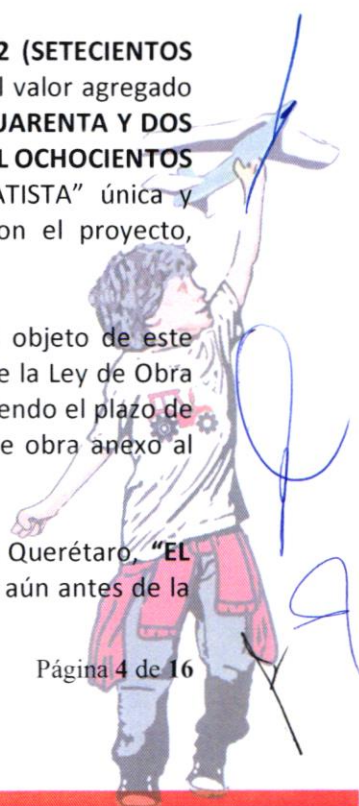 2 (SETECIENTOS
l valor agregado
UARENTA Y DOS
L OCHOCIENTOS
ATISTA” única y
on el proyecto,
objeto de este
e la Ley de Obra
endo el plazo de
e obra anexo al
Querétaro, “EL
aún antes de la
Página 4 de 16